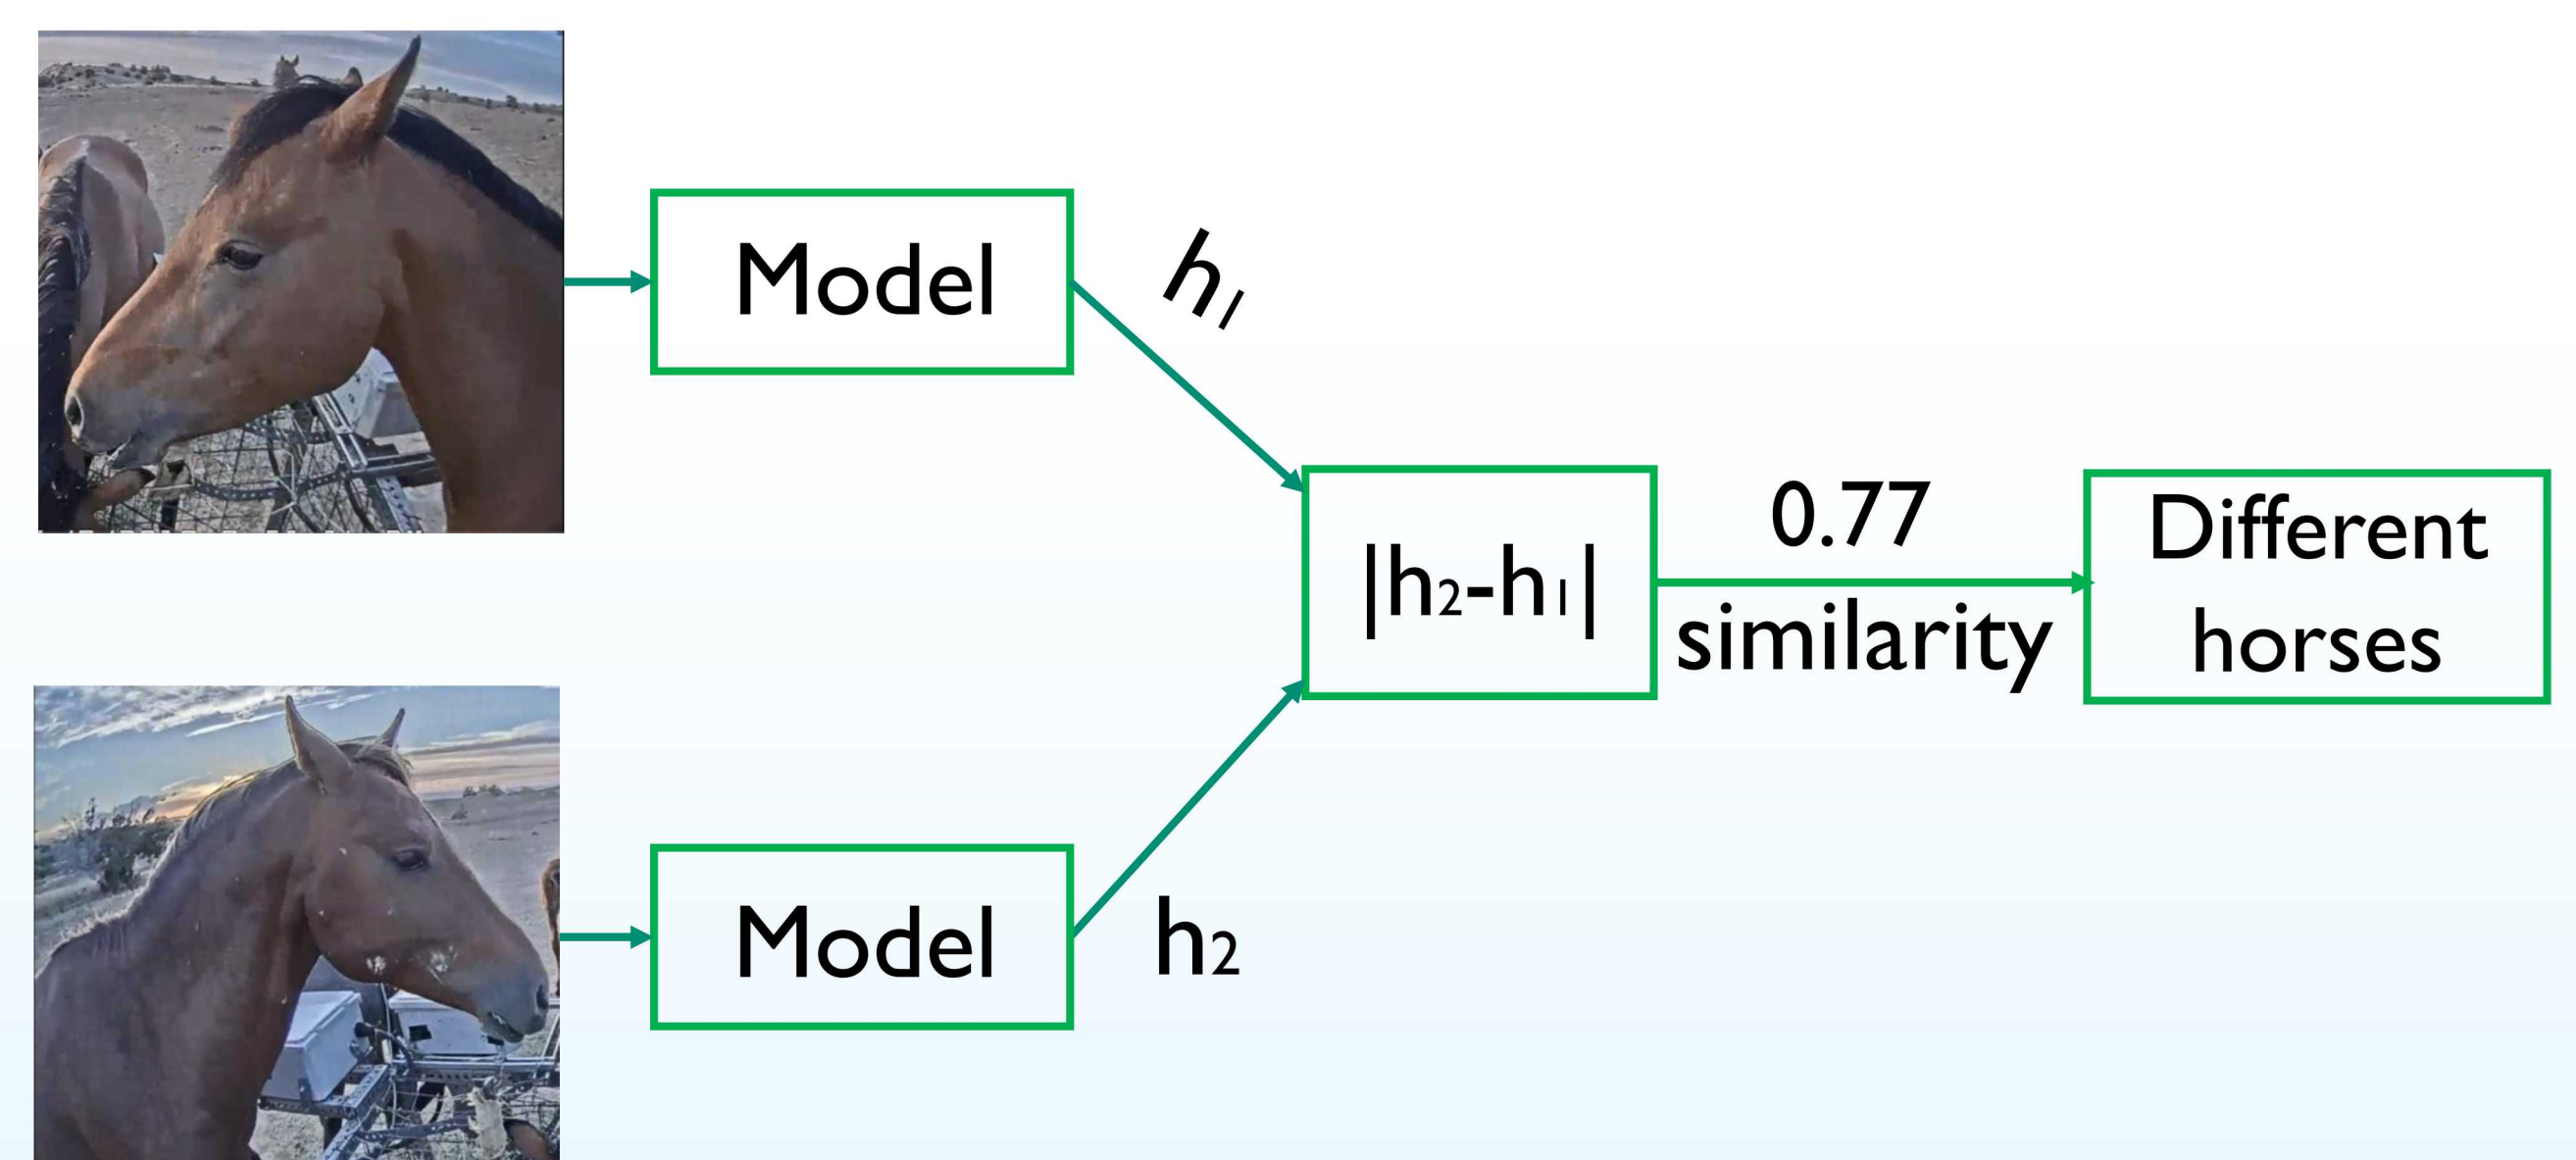 Model
h₁
|h₂-h₁|
0.77
similarity
Different
horses
Model
h₂